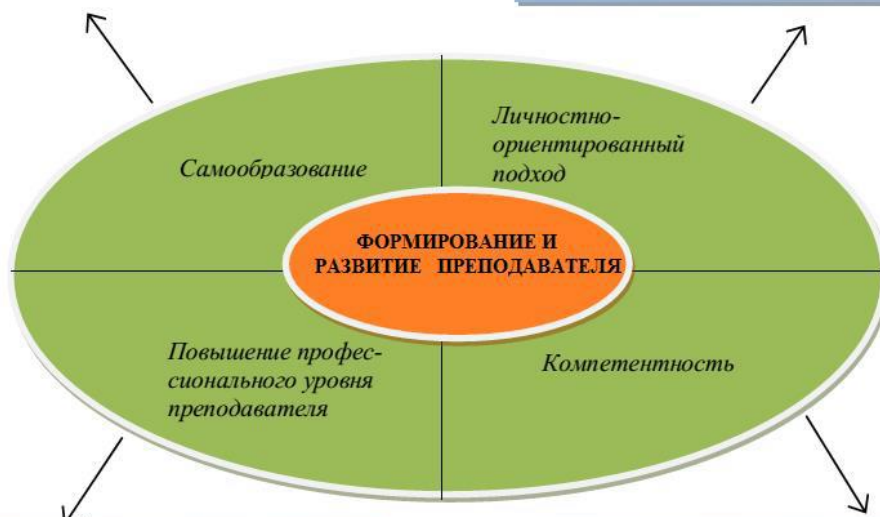 Личностно-
ориентированный
подход
Самообразование
ФОРМИРОВАНИЕ И
РАЗВИТИЕ ПРЕПОДАВАТЕЛЯ
Повышение профес-
сионального уровня
преподавателя
Компетентность